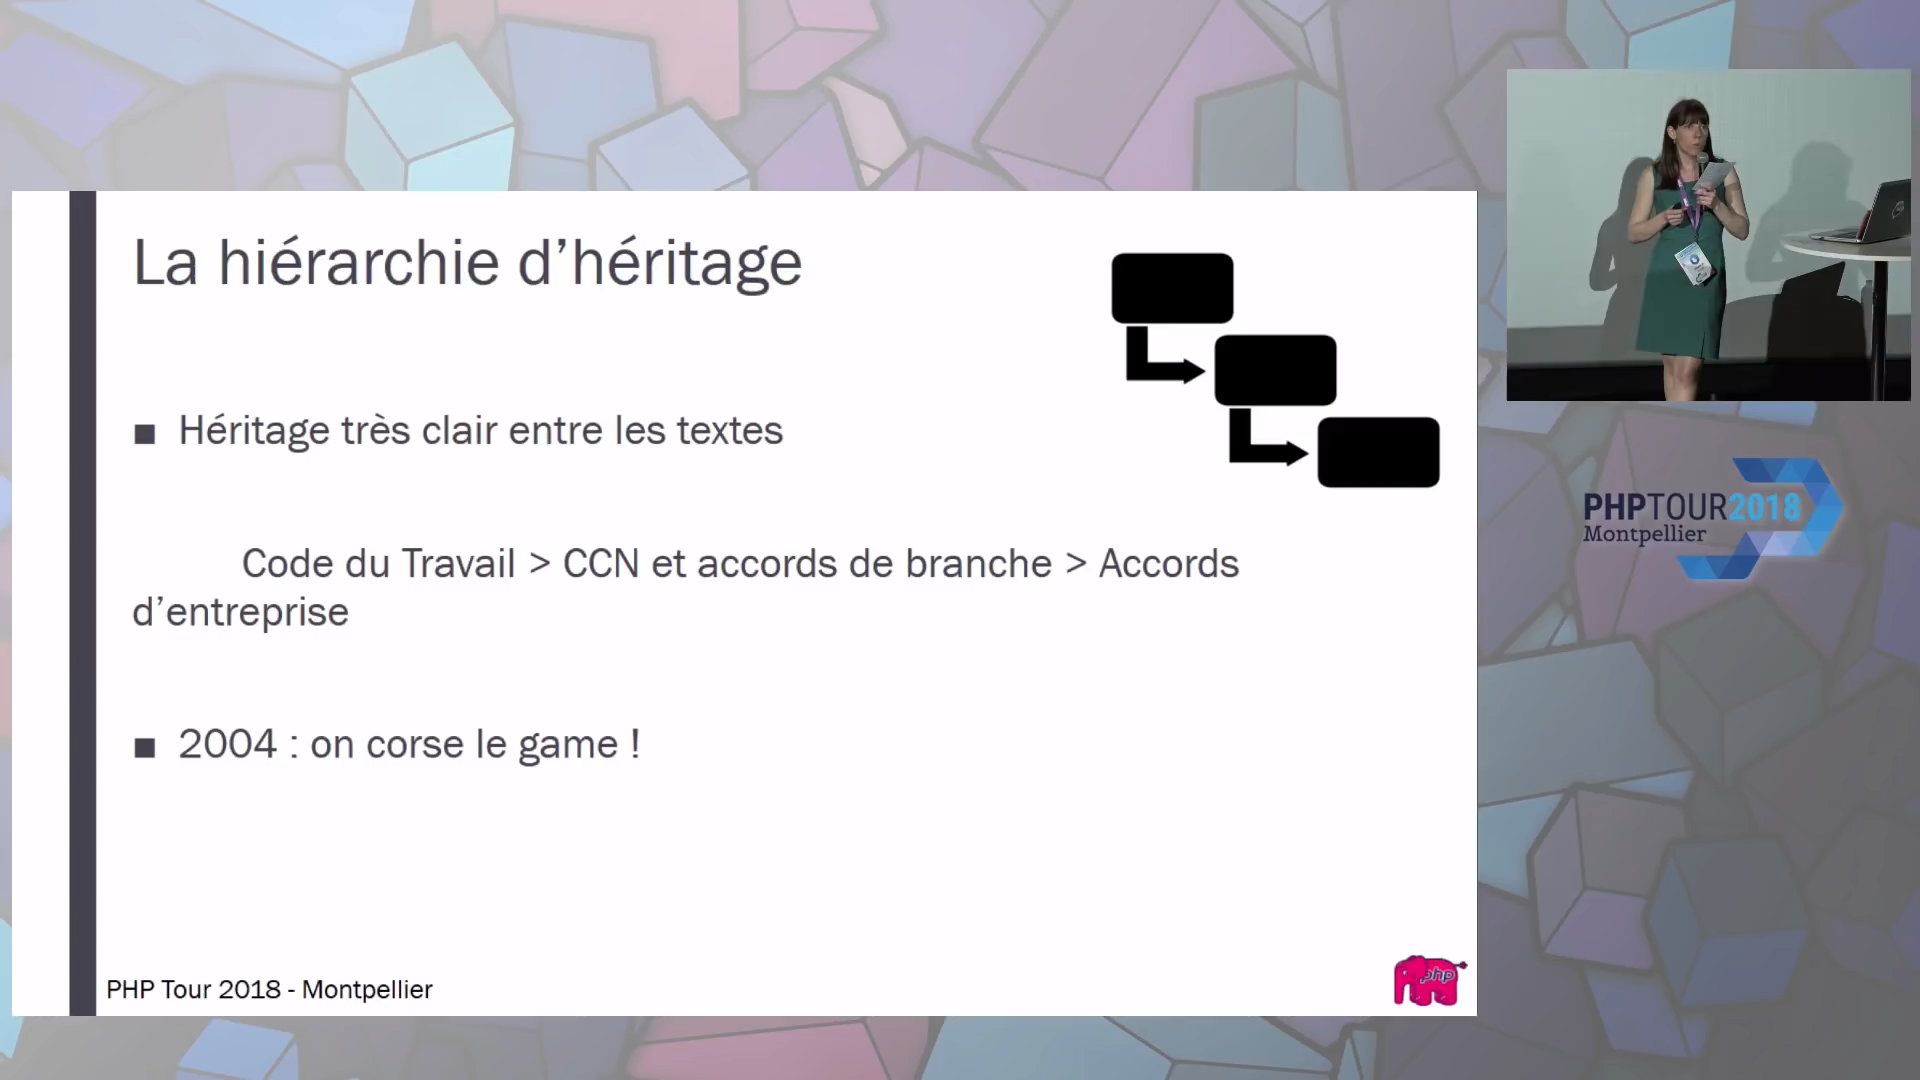 La hiérarchie d’héritage
■ Héritage très clair entre les textes
Code du Travail > CCN et accords de branche > Accords
d’entreprise
■ 2004 : on corse le game !
PHP Tour 2018 - Montpellier
php
PHPTOUR2018
Montpellier